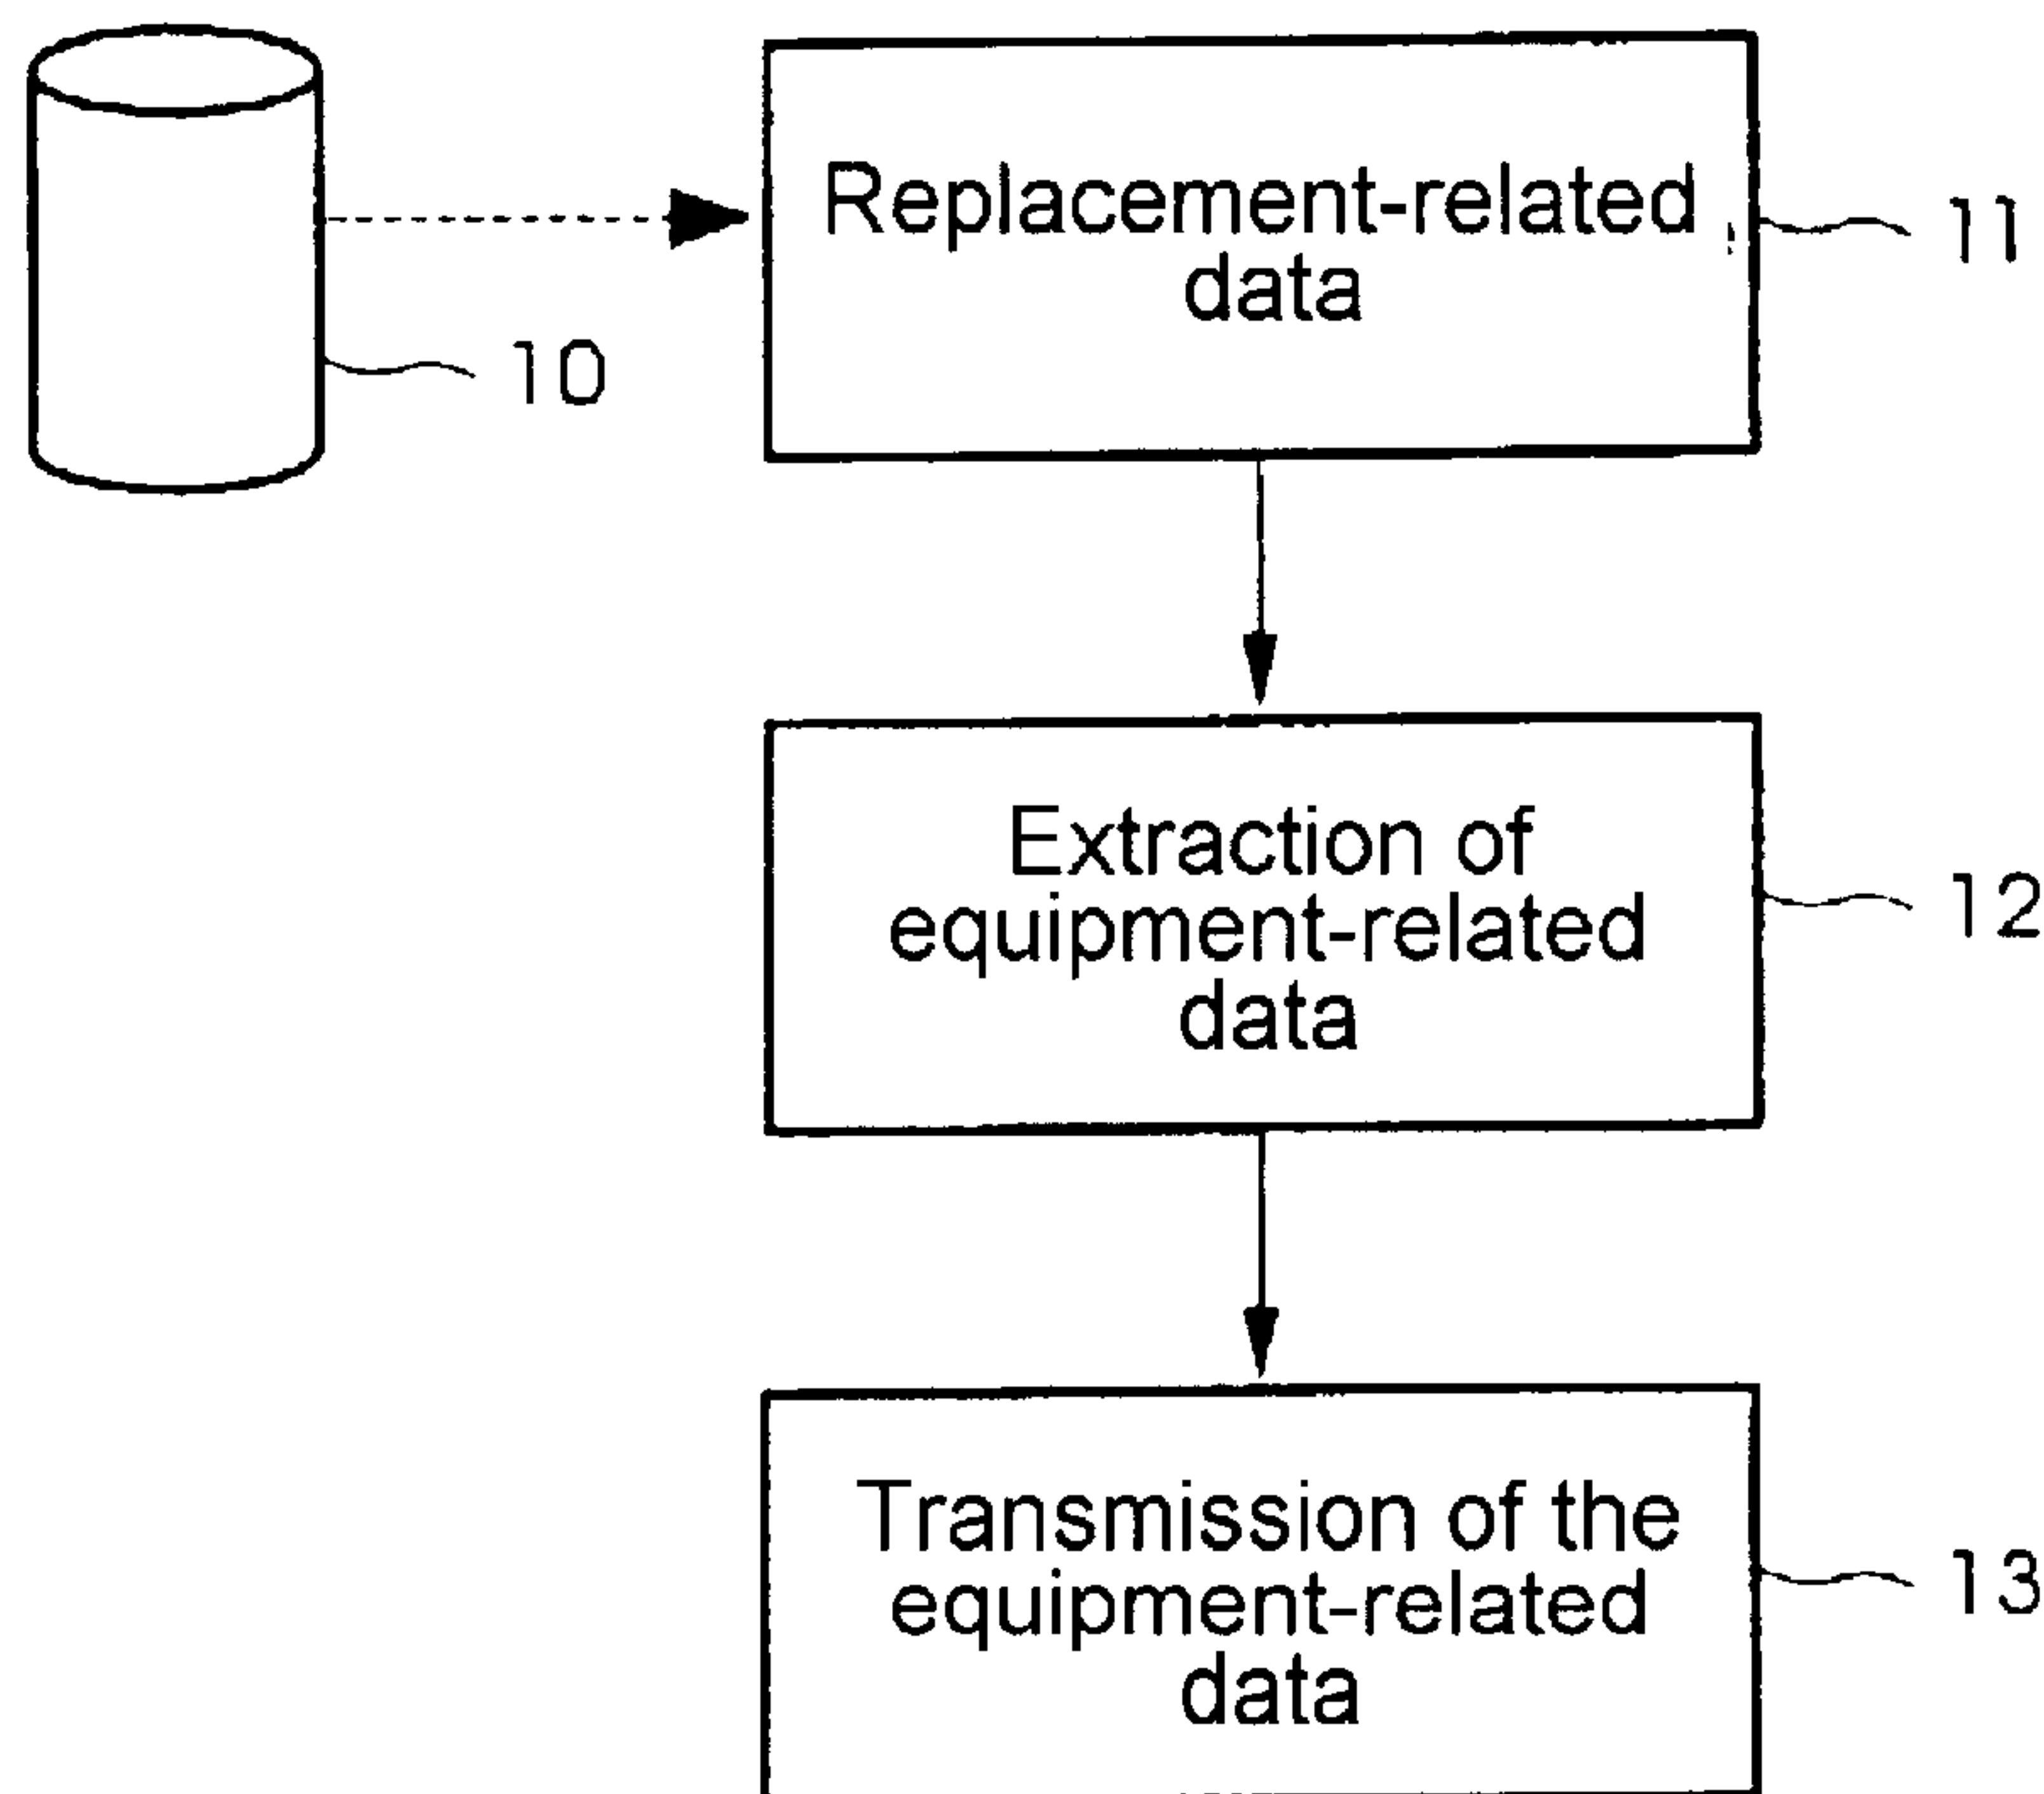 Replacement-related
data
11
10
Extraction of
equipment-related
data
12
Transmission of the
equipment-related
data
13